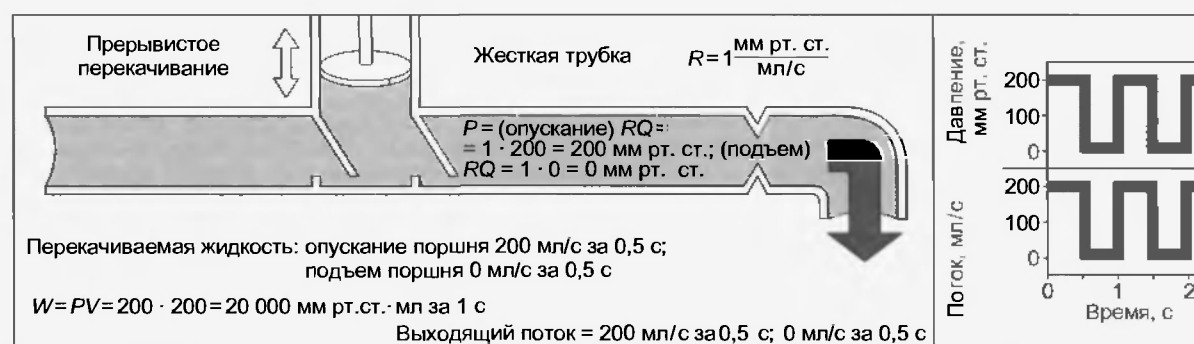 Прерывистое
перекачивание
Жесткая трубка
R=1 мм рт. ст.
мл/с
P = (опускание) RQ =
= 1 · 200 = 200 мм рт. ст.; (подъем)
RQ = 1 · 0 = 0 мм рт. ст.
Перекачиваемая жидкость: опускание поршня 200 мл/с за 0,5 с;
подъем поршня 0 мл/с за 0,5 с
W=PV=200 · 200=20 000 мм рт.ст.·мл за 1 с
Выходящий поток = 200 мл/с за 0,5 с; 0 мл/с за 0,5 с
Давление,
мм рт. ст.
200
100
0
Поток, мл/с
200
100
0
0 1 2
Время, с